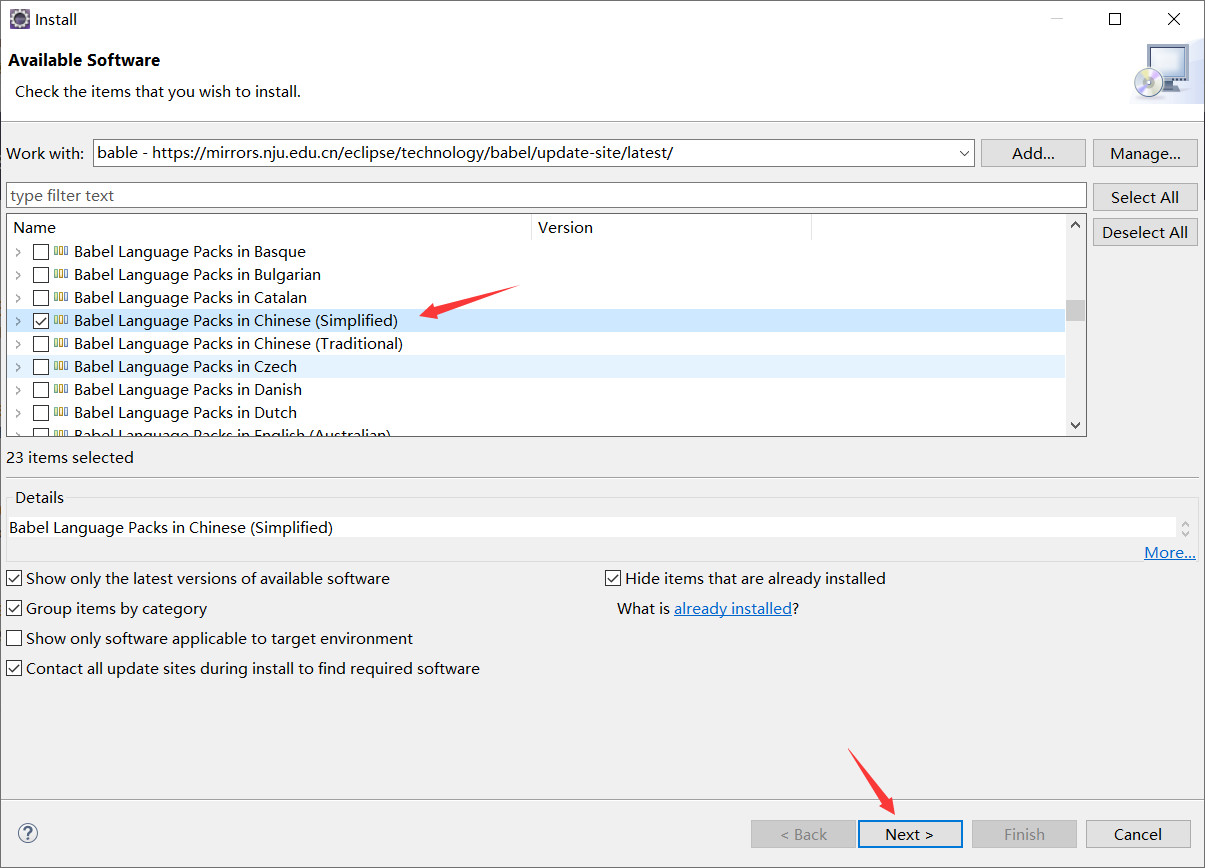 Install
Available Software
Check the items that you wish to install.
Work with: bable - https://mirrors.nju.edu.cn/eclipse/technology/babel/update-site/latest/ Add... Manage...
type filter text Select All
Name Version Deselect All
Babel Language Packs in Basque
Babel Language Packs in Bulgarian
Babel Language Packs in Catalan
Babel Language Packs in Chinese (Simplified)
Babel Language Packs in Chinese (Traditional)
Babel Language Packs in Czech
Babel Language Packs in Danish
Babel Language Packs in Dutch
Babel Language Packs in English (Australian)
23 items selected
Details
Babel Language Packs in Chinese (Simplified)
More...
Show only the latest versions of available software Hide items that are already installed
Group items by category What is already installed?
Show only software applicable to target environment
Contact all update sites during install to find required software
? < Back Next > Finish Cancel